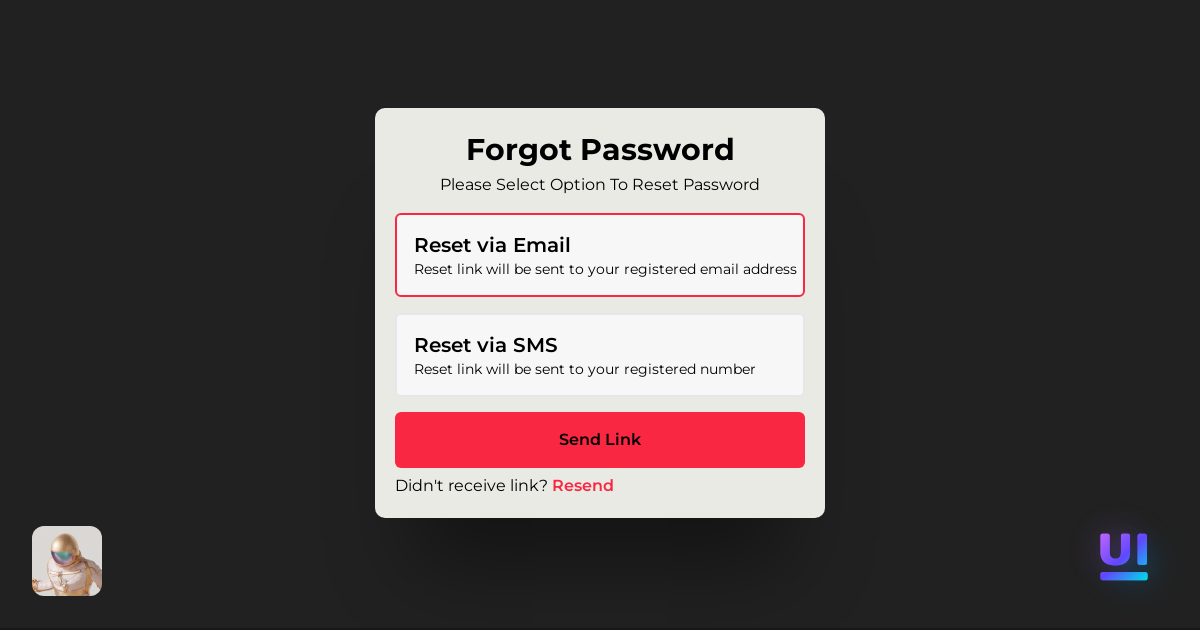 Forgot Password
Please Select Option To Reset Password
Reset via Email
Reset link will be sent to your registered email address
Reset via SMS
Reset link will be sent to your registered number
Send Link
Didn't receive link? Resend
UI